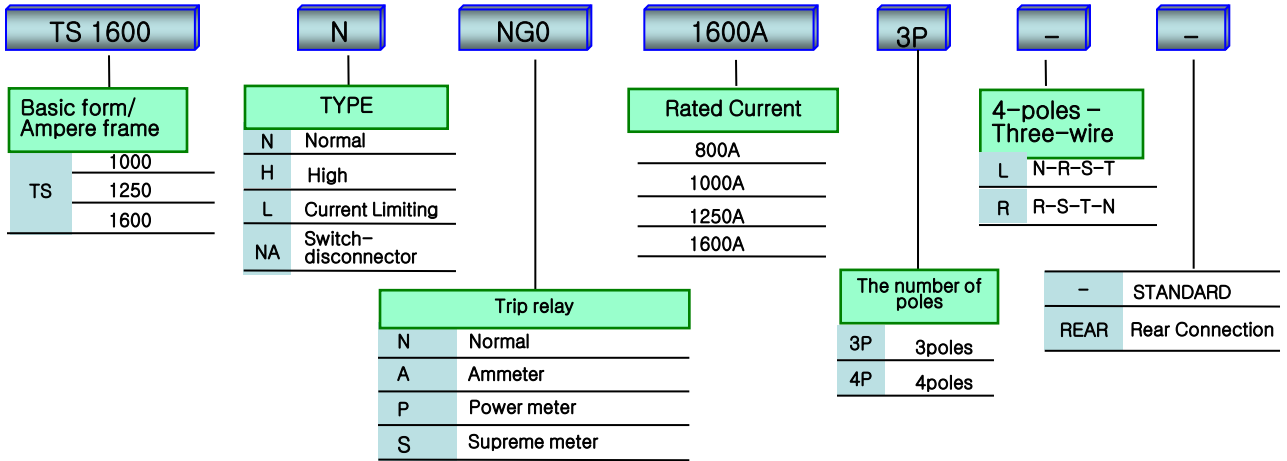 TS 1600 N NG0 1600A 3P - -
Basic form/
Ampere frame
TS
1000
1250
1600
TYPE
N Normal
H High
L Current Limiting
NA Switch-
disconnector
Trip relay
N Normal
A Ammeter
P Power meter
S Supreme meter
Rated Current
800A
1000A
1250A
1600A
The number of
poles
3P 3poles
4P 4poles
4-poles -
Three-wire
L N-R-S-T
R R-S-T-N
- STANDARD
REAR Rear Connection